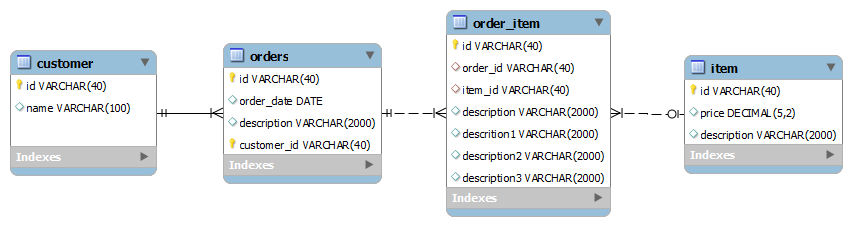 customer
id VARCHAR(40)
name VARCHAR(100)
Indexes
orders
id VARCHAR(40)
order_date DATE
description VARCHAR(2000)
customer_id VARCHAR(40)
Indexes
order_item
id VARCHAR(40)
order_id VARCHAR(40)
item_id VARCHAR(40)
description VARCHAR(2000)
descrition1 VARCHAR(2000)
description2 VARCHAR(2000)
description3 VARCHAR(2000)
Indexes
item
id VARCHAR(40)
price DECIMAL(5,2)
description VARCHAR(2000)
Indexes